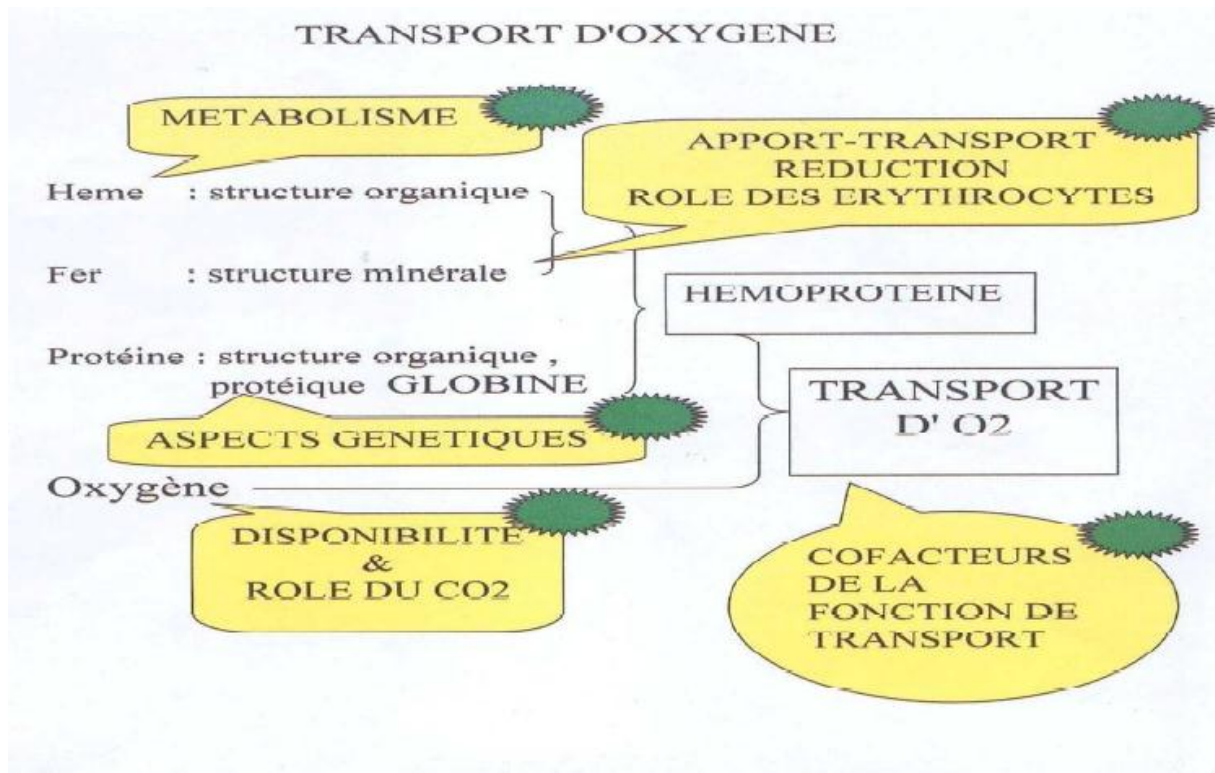 TRANSPORT D'OXYGENE
METABOLISME
APPORT-TRANSPORT
REDUCTION
ROLE DES ERYTHROCYTES
Heme : structure organique
Fer : structure minérale
HEMOPROTEINE
Protéine : structure organique ,
protéique GLOBINE
TRANSPORT
D' O2
ASPECTS GENETIQUES
Oxygène
DISPONIBILITE
&
ROLE DU CO2
COFACTEURS
DE LA
FONCTION DE
TRANSPORT